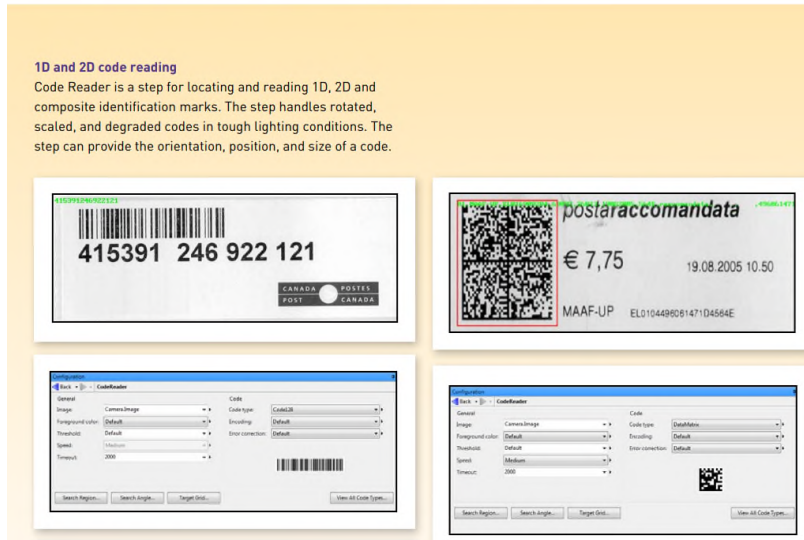 1D and 2D code reading
Code Reader is a step for locating and reading 1D, 2D and
composite identification marks. The step handles rotated,
scaled, and degraded codes in tough lighting conditions. The
step can provide the orientation, position, and size of a code.
415391246922121
415391 246 922 121
CANADA POSTES
POST CANADA
postaraccomandata
€ 7,75
19.08.2005 10.50
MAAF-UP EL0104496061471D4564E
Configuration
Back CodeReader
General Code
Image: Camera.Image Code type: Code128
Foreground color: Default Encoding: Default
Threshold: Default Error correction: Default
Speed: Medium
Timeout: 2000
Search Region... Search Angle... Target Grid... View All Code Types...
Configuration
Back CodeReader
General Code
Image: Camera.Image Code type: DataMatrix
Foreground color: Default Encoding: Default
Threshold: Default Error correction: Default
Speed: Medium
Timeout: 2000
Search Region... Search Angle... Target Grid... View All Code Types...